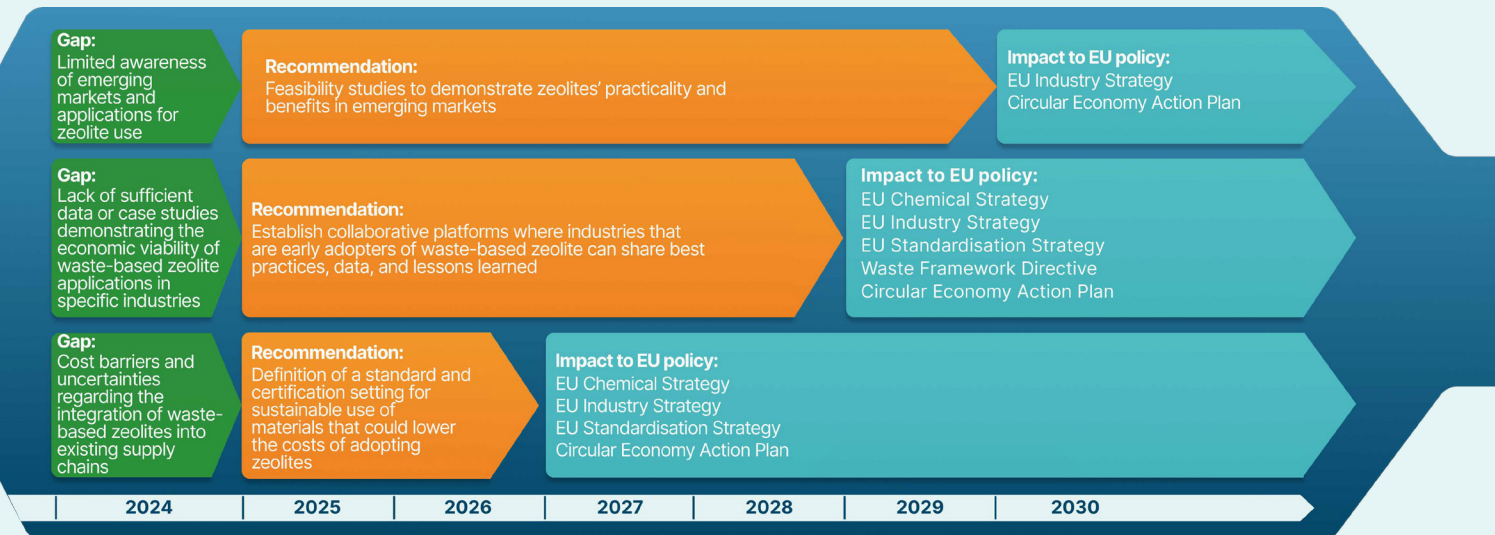 Gap:
Limited awareness
of emerging
markets and
applications for
zeolite use
Recommendation:
Feasibility studies to demonstrate zeolites' practicality and
benefits in emerging markets
Impact to EU policy:
EU Industry Strategy
Circular Economy Action Plan
Gap:
Lack of sufficient
data or case studies
demonstrating the
economic viability of
waste-based zeolite
applications in
specific industries
Recommendation:
Establish collaborative platforms where industries that
are early adopters of waste-based zeolite can share best
practices, data, and lessons learned
Impact to EU policy:
EU Chemical Strategy
EU Industry Strategy
EU Standardisation Strategy
Waste Framework Directive
Circular Economy Action Plan
Gap:
Cost barriers and
uncertainties
regarding the
integration of waste-
based zeolites into
existing supply
chains
Recommendation:
Definition of a standard and
certification setting for
sustainable use of
materials that could lower
the costs of adopting
zeolites
Impact to EU policy:
EU Chemical Strategy
EU Industry Strategy
EU Standardisation Strategy
Circular Economy Action Plan
2024 2025 2026 2027 2028 2029 2030